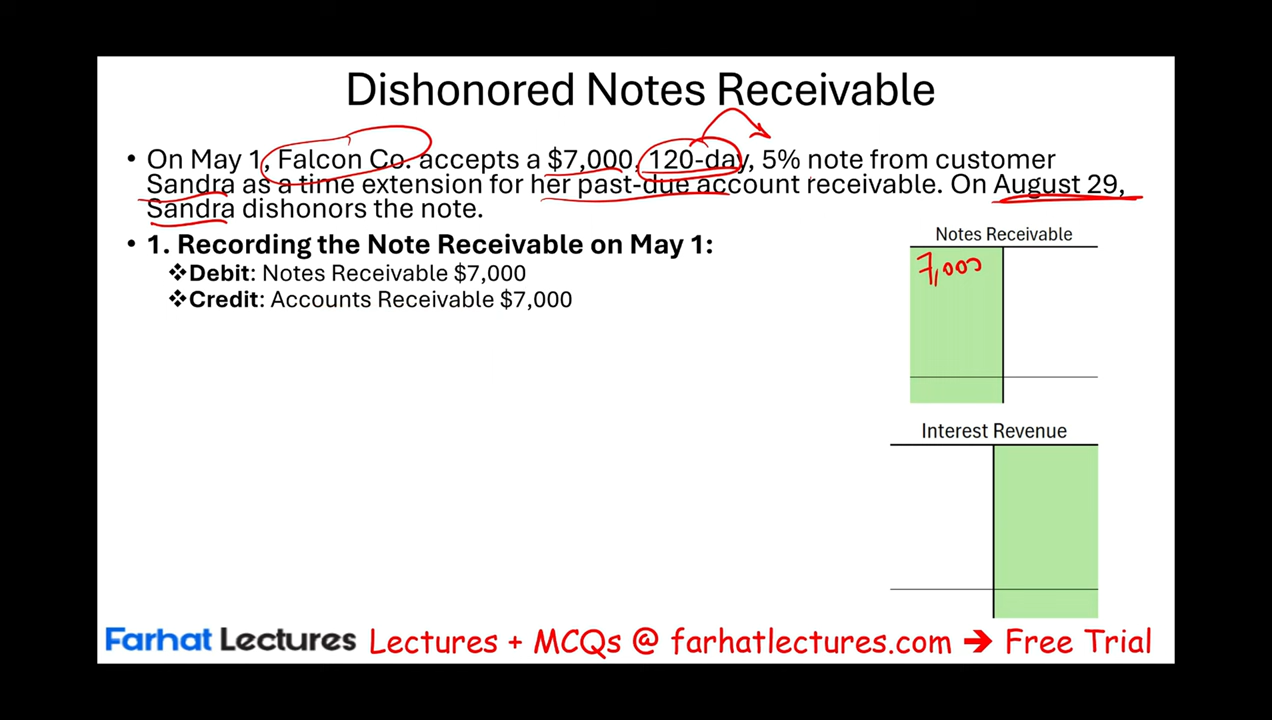 Dishonored Notes Receivable
• On May 1, Falcon Co. accepts a $7,000, 120-day, 5% note from customer
Sandra as a time extension for her past-due account receivable. On August 29,
Sandra dishonors the note.
• 1. Recording the Note Receivable on May 1:
❖Debit: Notes Receivable $7,000
❖Credit: Accounts Receivable $7,000
Notes Receivable
7,000
Interest Revenue
Farhat Lectures Lectures + MCQs @ farhatlectures.com → Free Trial